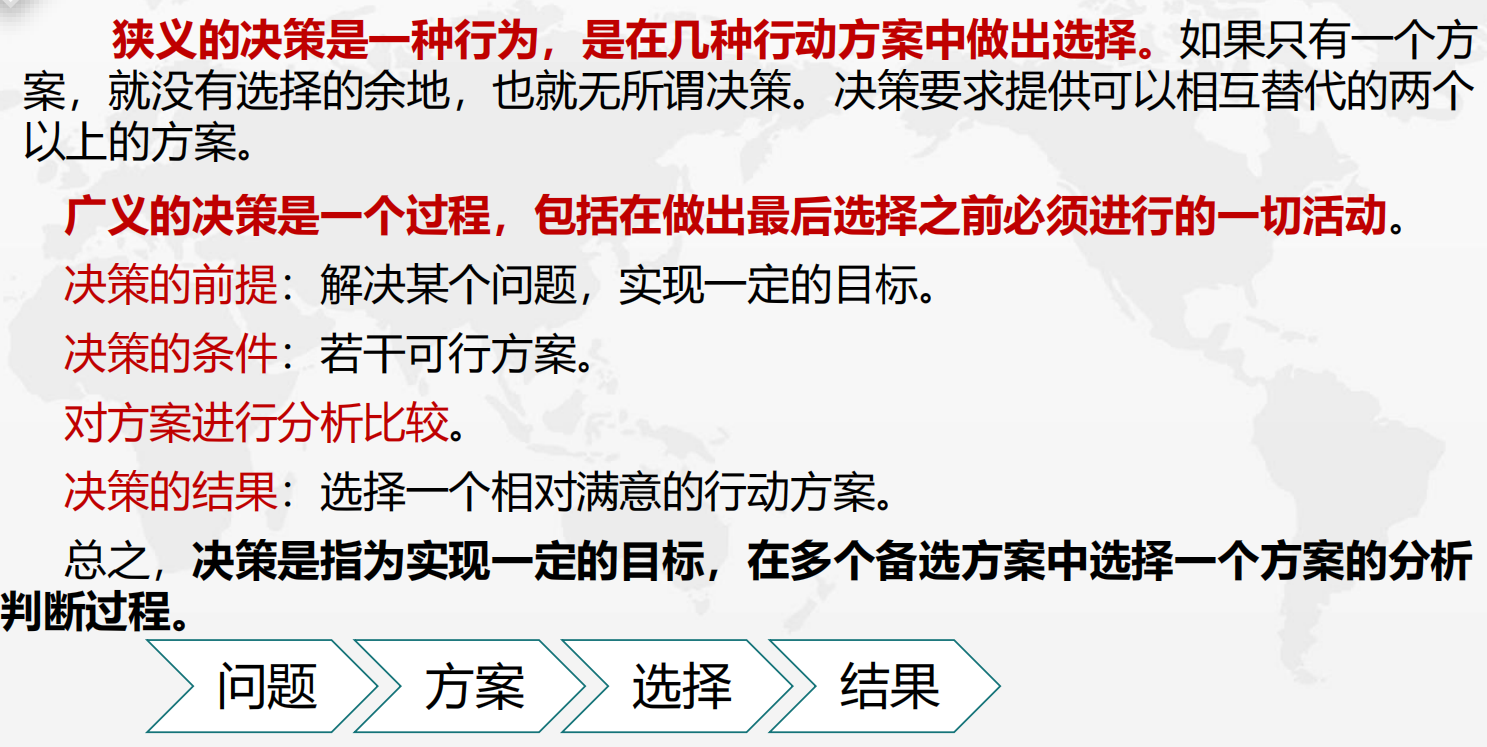 狭义的决策是一种行为，是在几种行动方案中做出选择。如果只有一个方
案，就没有选择的余地，也就无所谓决策。决策要求提供可以相互替代的两个
以上的方案。
广义的决策是一个过程，包括在做出最后选择之前必须进行的一切活动。
决策的前提：解决某个问题，实现一定的目标。
决策的条件：若干可行方案。
对方案进行分析比较。
决策的结果：选择一个相对满意的行动方案。
总之，决策是指为实现一定的目标，在多个备选方案中选择一个方案的分析
判断过程。
问题 方案 选择 结果